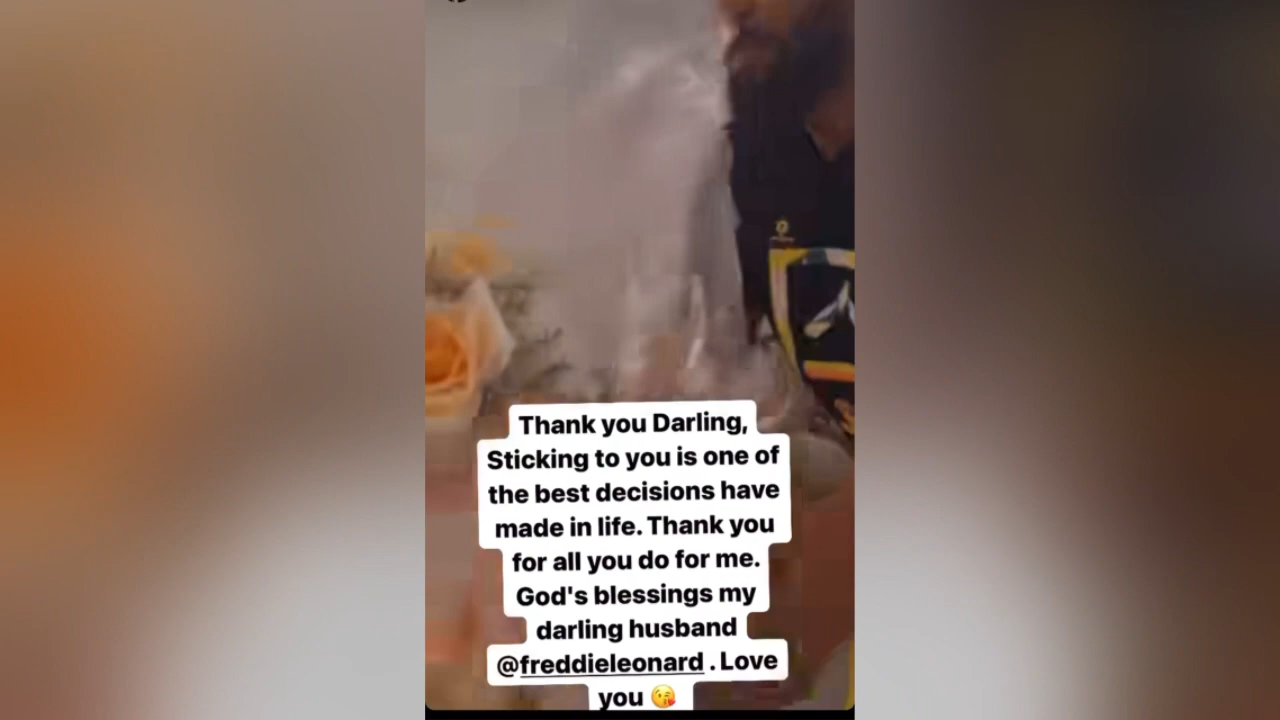 Thank you Darling,
Sticking to you is one of
the best decisions have
made in life. Thank you
for all you do for me.
God's blessings my
darling husband
@freddieleonard . Love
you 😘